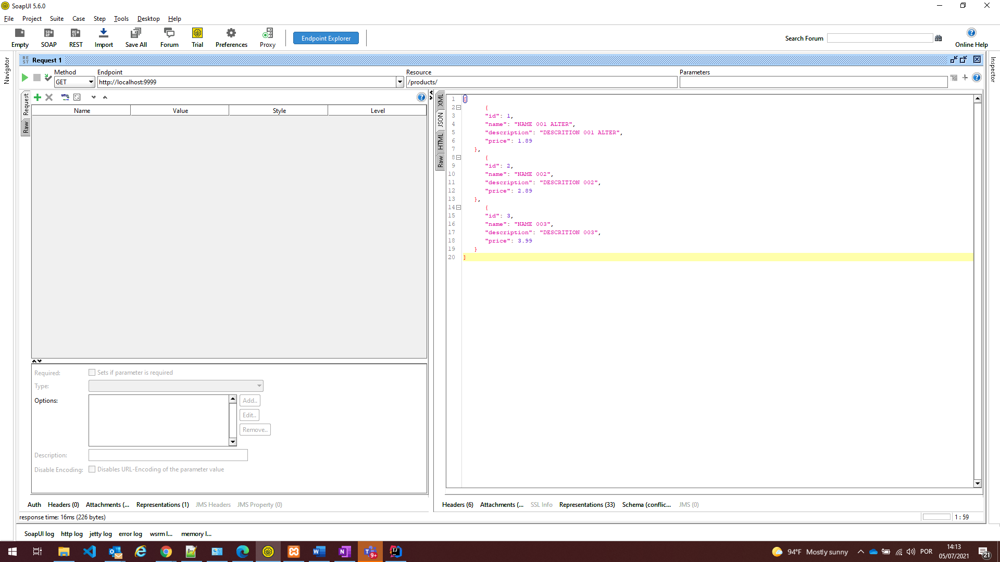 SoapUI 5.6.0
File Project Suite Case Step Tools Desktop Help
Empty SOAP REST Import Save All Forum Trial Preferences Proxy Endpoint Explorer Search Forum Online Help
Navigator
Inspector
Request 1
Method Endpoint Resource Parameters
GET http://localhost:9999 /products/
Request
Raw
Name Value Style Level
XML
JSON
HTML
Raw
1 [
2 {
3 "id": 1,
4 "name": "NAME 001 ALTER",
5 "description": "DESCRITION 001 ALTER",
6 "price": 1.89
7 },
8 {
9 "id": 2,
10 "name": "NAME 002",
11 "description": "DESCRITION 002",
12 "price": 2.89
13 },
14 {
15 "id": 3,
16 "name": "NAME 003",
17 "description": "DESCRITION 003",
18 "price": 3.99
19 }
20 ]
Required: Sets if parameter is required
Type:
Options:
Add..
Edit..
Remove..
Description:
Disable Encoding: Disables URL-Encoding of the parameter value
Auth Headers (0) Attachments (... Representations (1) JMS Headers JMS Property (0)
Headers (6) Attachments (... SSL Info Representations (33) Schema (conflic... JMS (0)
response time: 16ms (226 bytes)
1 : 59
SoapUI log http log jetty log error log wsrm l... memory l...
94°F Mostly sunny POR
14:13
05/07/2021
21
9+